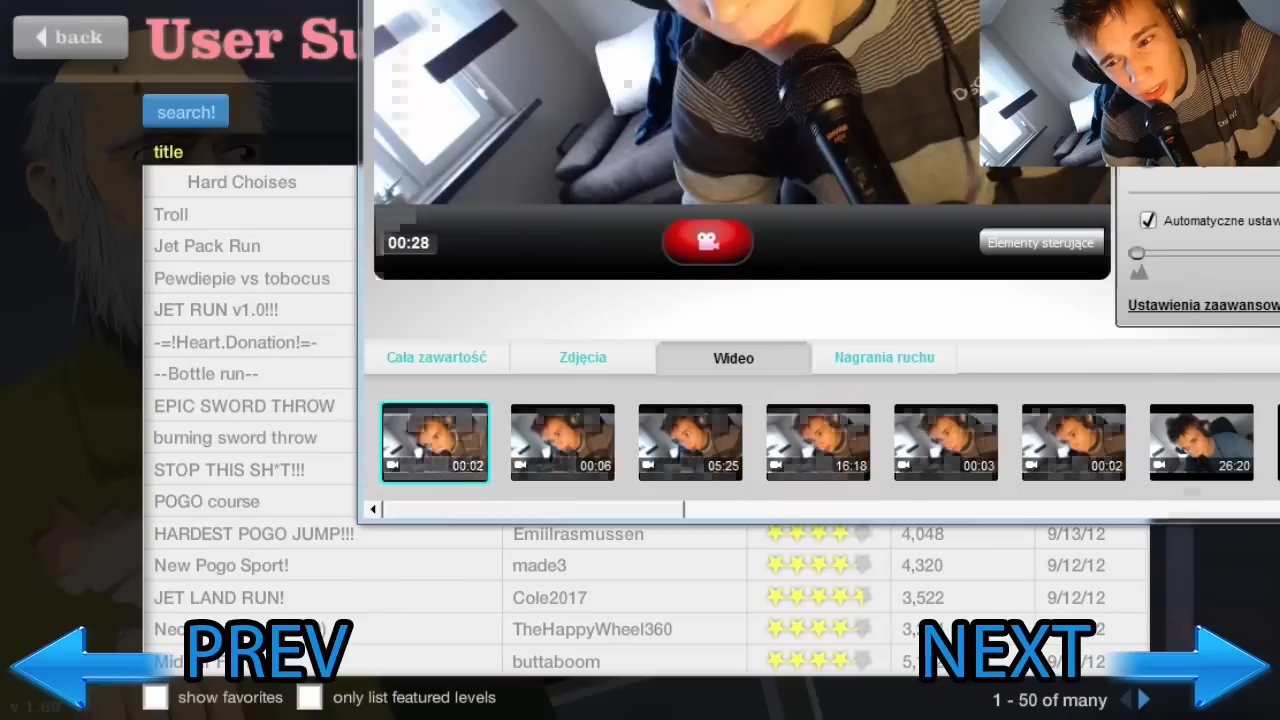 back
User Su
search!
title
Hard Choises
Troll
Jet Pack Run
Pewdiepie vs tobocus
JET RUN v1.0!!!
-=!Heart.Donation!=-
--Bottle run--
EPIC SWORD THROW
burning sword throw
STOP THIS SH*T!!!
POGO course
HARDEST POGO JUMP!!! Emiilrasmussen 4,048 9/13/12
New Pogo Sport! made3 4,320 9/12/12
JET LAND RUN! Cole2017 3,522 9/12/12
TheHappyWheel360
buttaboom
00:28
Elementy sterujące
Automatyczne ustaw
Ustawienia zaawansow
Cała zawartość
Zdjęcia
Wideo
Nagrania ruchu
00:02
00:06
05:25
16:18
00:03
00:02
26:20
PREV
NEXT
show favorites
only list featured levels
1 - 50 of many
v 1.69